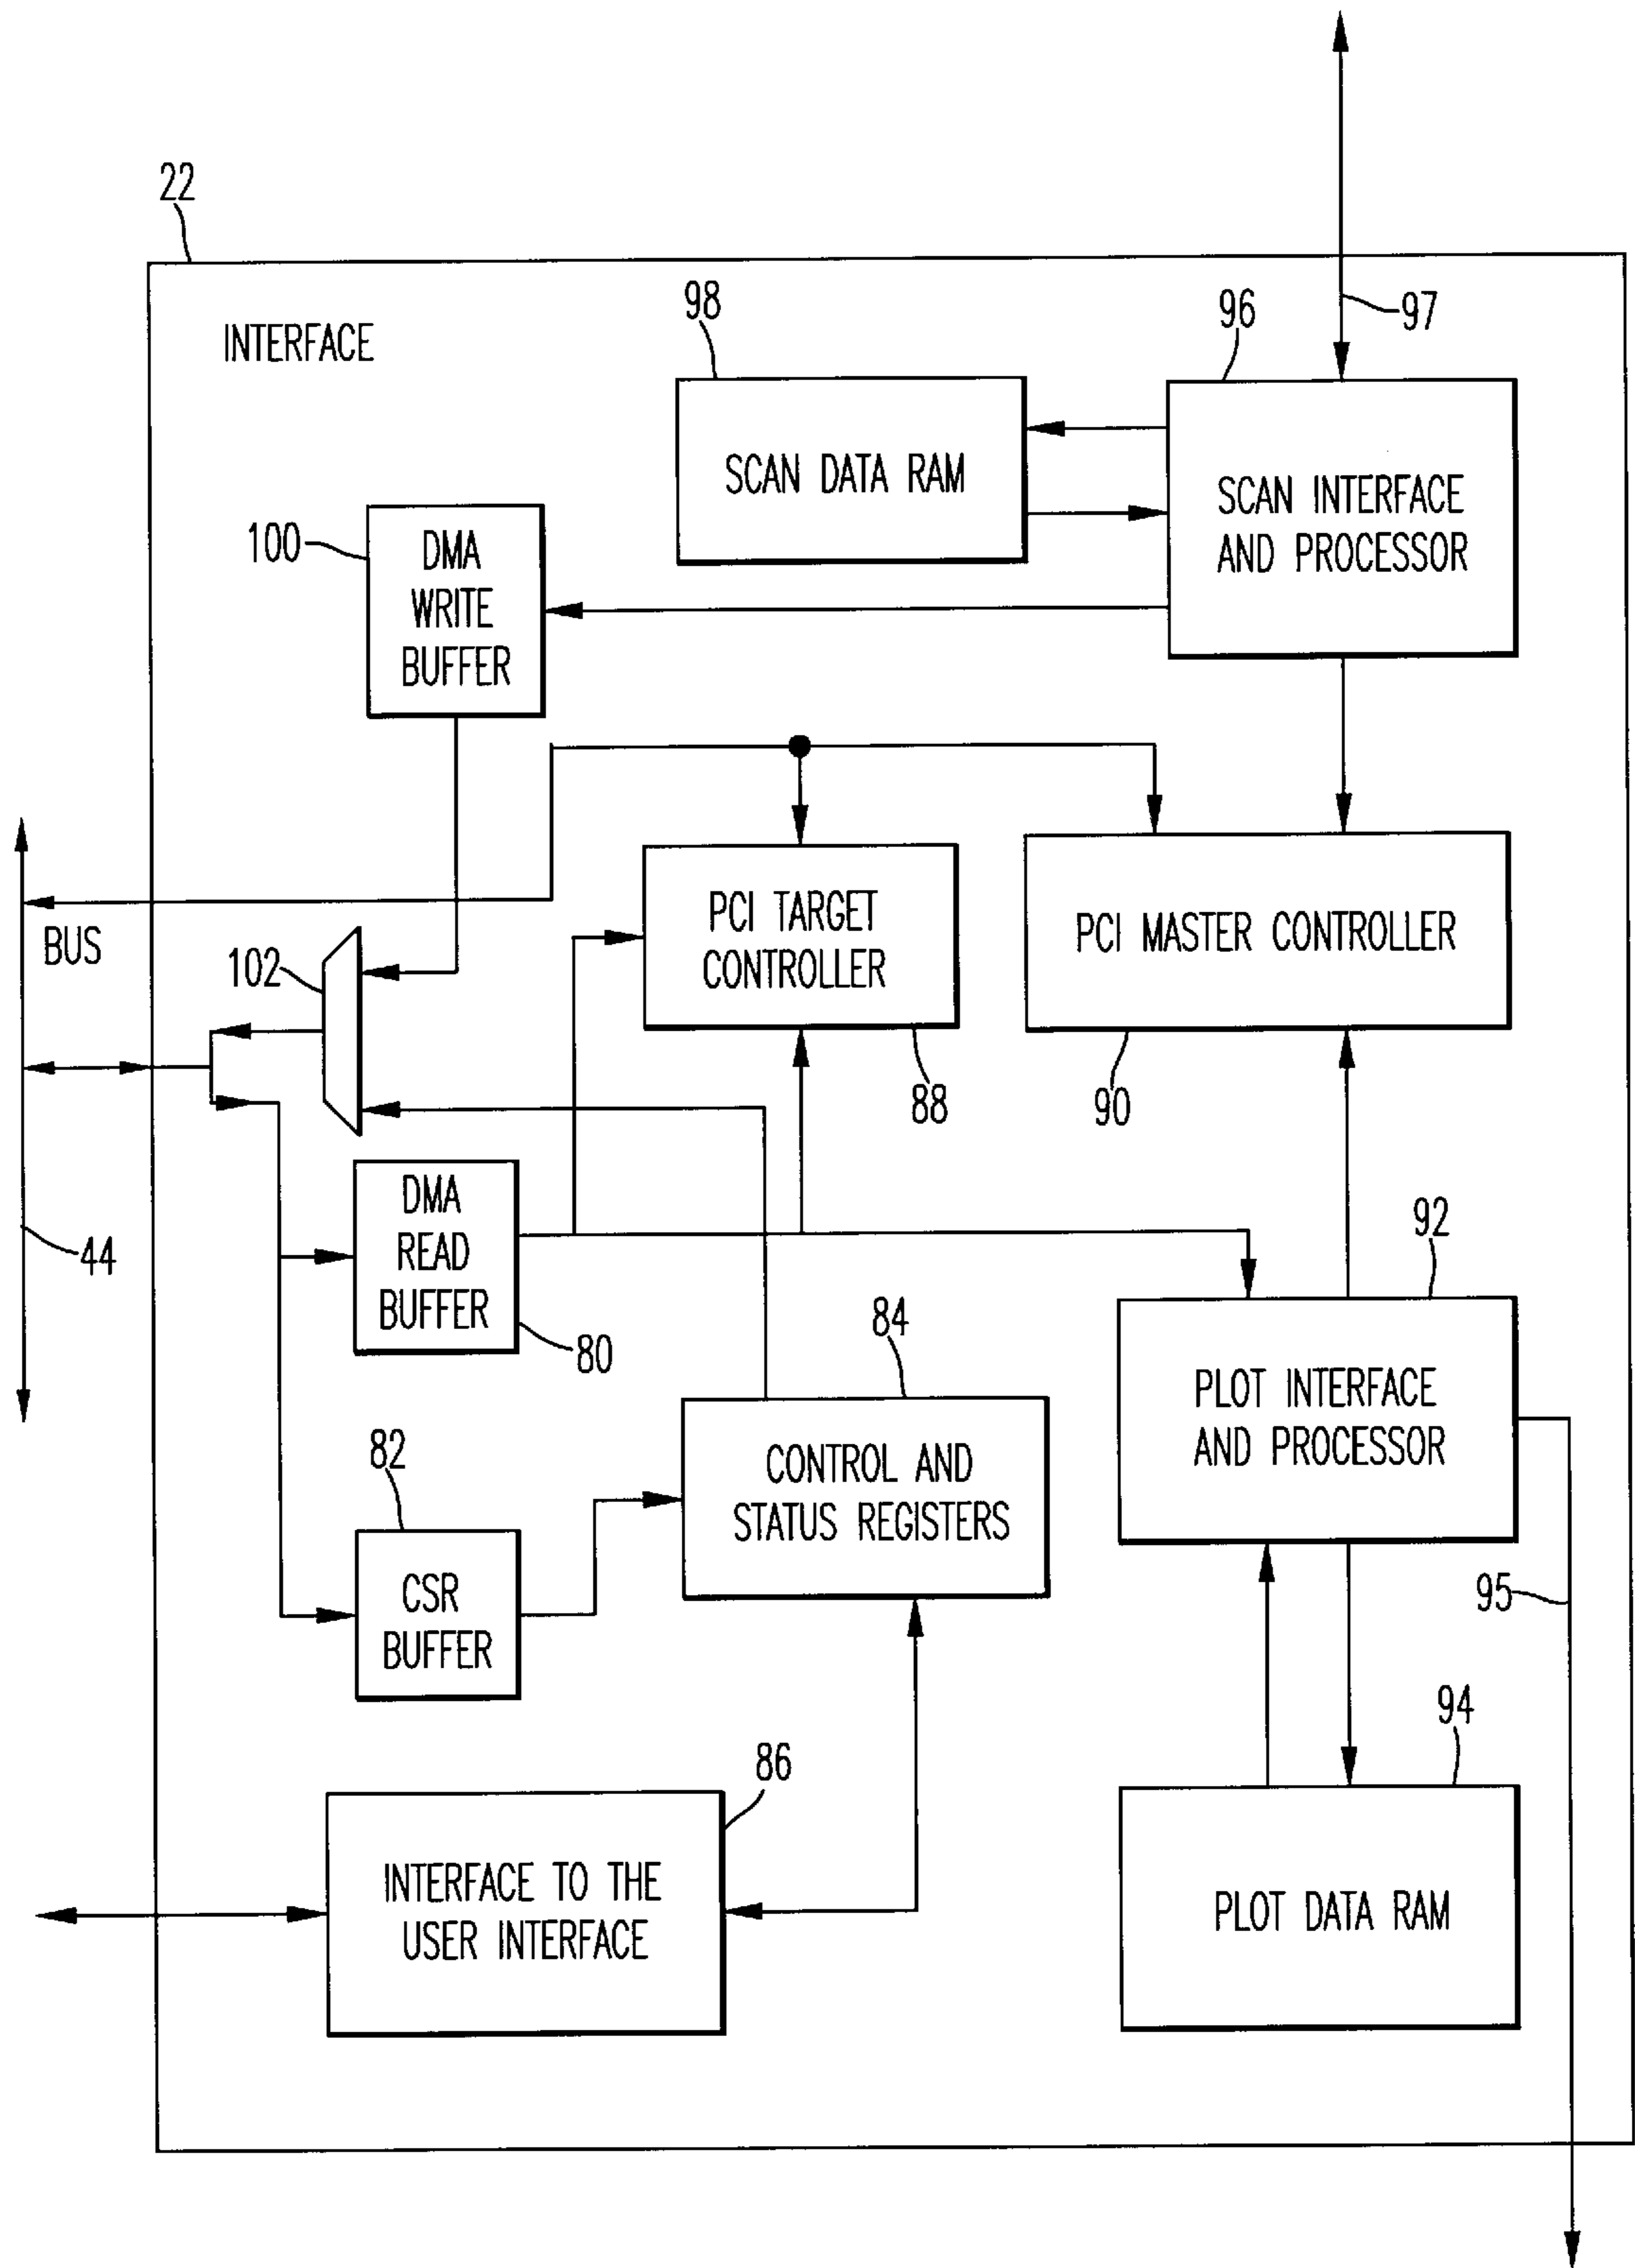 22
INTERFACE
98
96
97
SCAN DATA RAM
SCAN INTERFACE
AND PROCESSOR
100
DMA
WRITE
BUFFER
BUS
102
PCI TARGET
CONTROLLER
PCI MASTER CONTROLLER
88
90
44
DMA
READ
BUFFER
80
92
84
PLOT INTERFACE
AND PROCESSOR
CONTROL AND
STATUS REGISTERS
82
CSR
BUFFER
95
94
86
INTERFACE TO THE
USER INTERFACE
PLOT DATA RAM